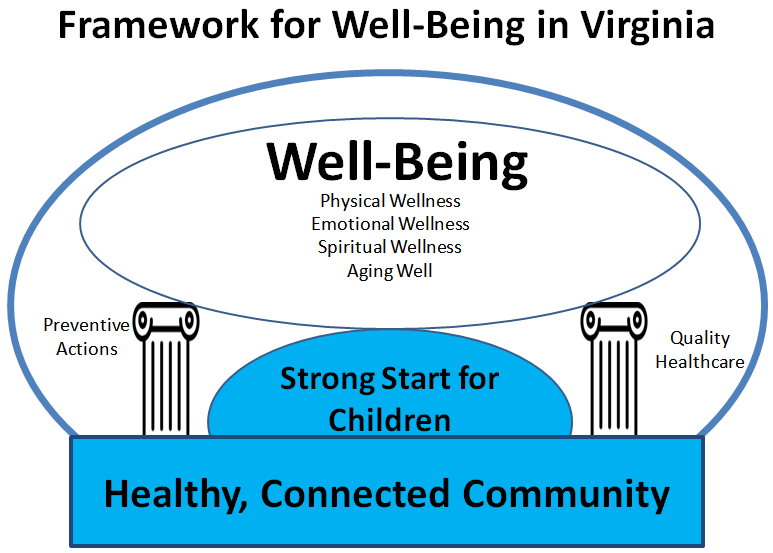 Framework for Well-Being in Virginia
Well-Being
Physical Wellness
Emotional Wellness
Spiritual Wellness
Aging Well
Preventive
Actions
Quality
Healthcare
Strong Start for
Children
Healthy, Connected Community